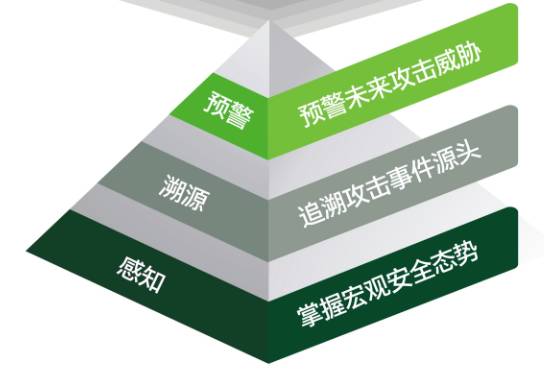 预警
预警未来攻击威胁
溯源
追溯攻击事件源头
感知
掌握宏观安全态势